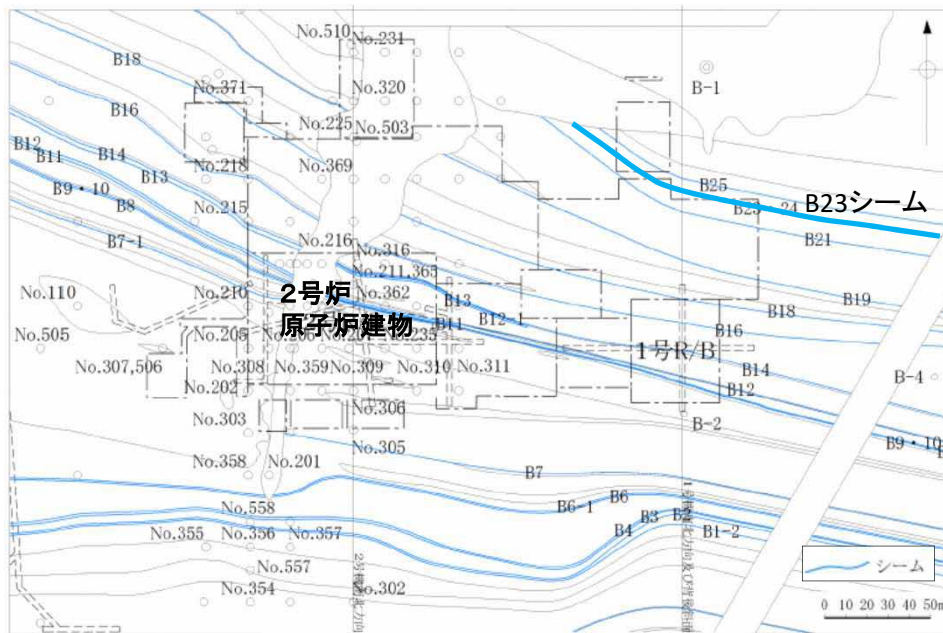 No.510
No.231
B18
No.371
No.320
B-1
B16
No.225
No.503
B12
B14
No.218
No.369
B11
B13
B25
B9・10
B23
24
B23シーム
B8
No.215
B21
B7-1
No.216
No.316
No.211,365
No.110
No.210
2号炉
No.362
B13
B19
原子炉建物
B11
B12-1
B18
No.505
No.205
No.235
B16
1号R/B
No.307,506
No.308
No.359
No.309
No.310
No.311
B14
B-4
No.202
B12
No.303
No.306
B-2
No.305
B9・10
No.358
No.201
B7
No.558
B6-1
B6
No.355
No.356
No.357
B4
B3
B2
B1-2
No.557
シーム
No.354
No.302
0 10 20 30 40 50m